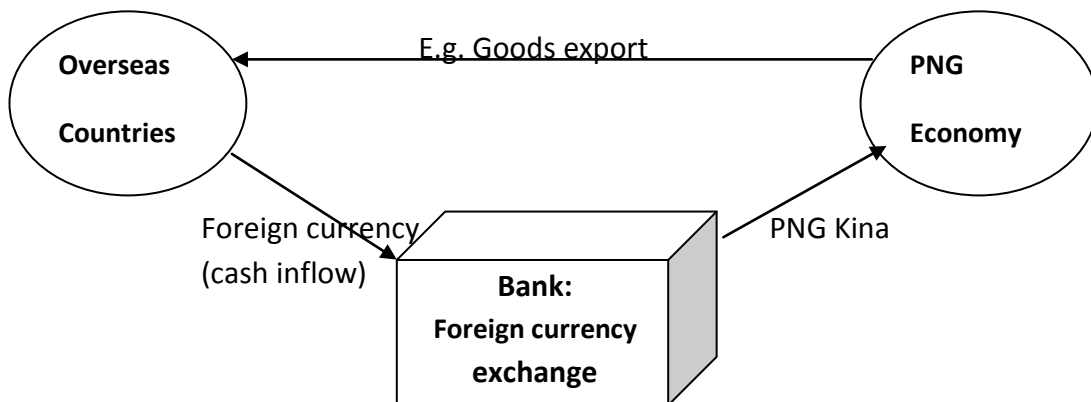 E.g. Goods export
Overseas
Countries
PNG
Economy
Foreign currency
(cash inflow)
PNG Kina
Bank:
Foreign currency
exchange